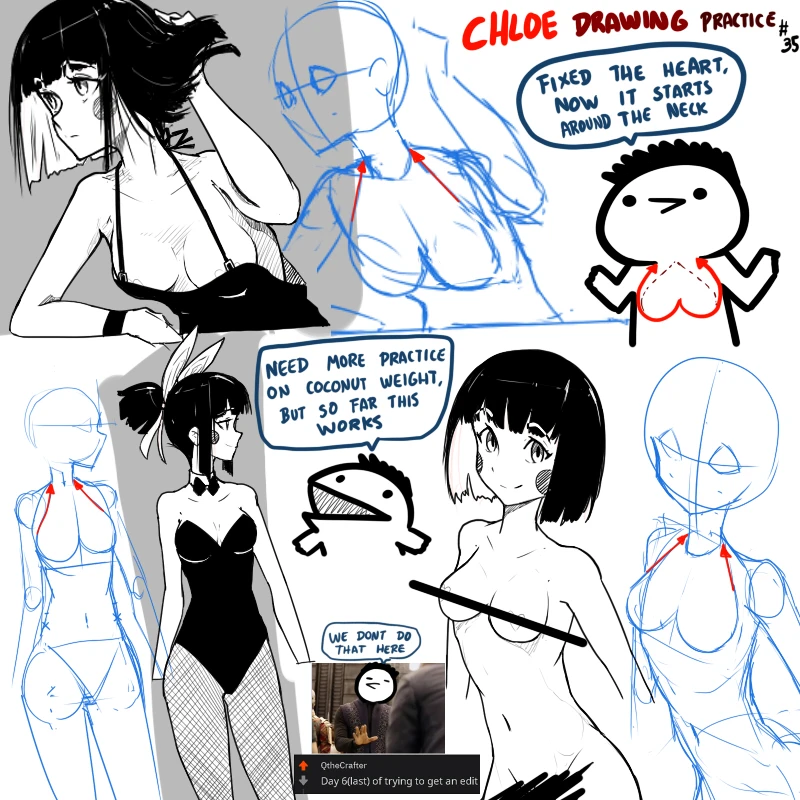 CHLOE DRAWING PRACTICE #35
FIXED THE HEART,
NOW IT STARTS
AROUND THE NECK
NEED MORE PRACTICE
ON COCONUT WEIGHT,
BUT SO FAR THIS
WORKS
WE DONT DO
THAT HERE
QtheCrafter
Day 6(last) of trying to get an edit